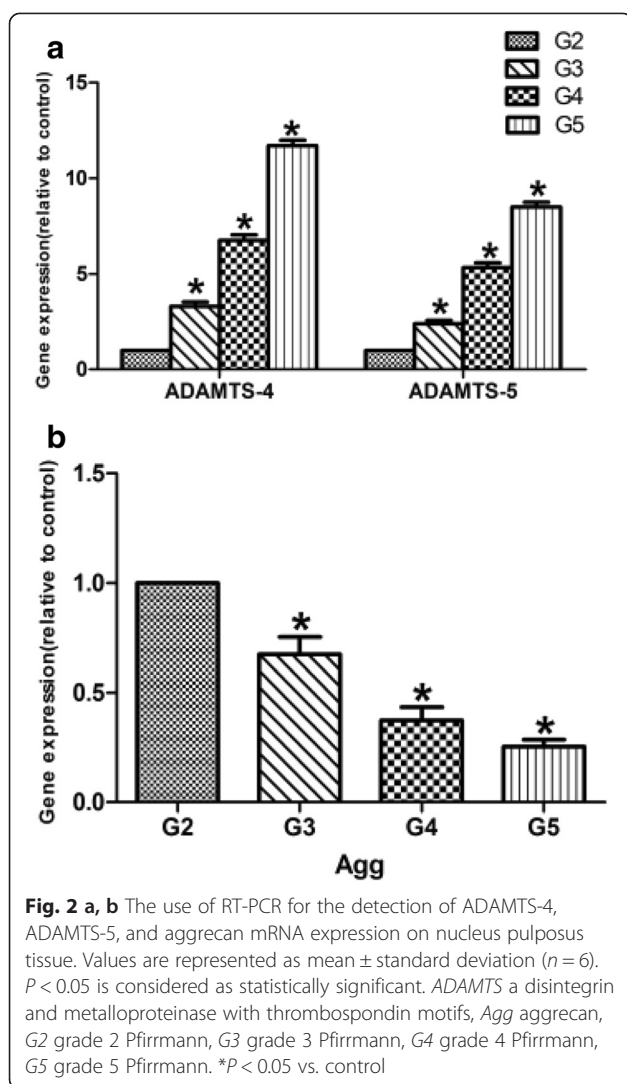 a
G2
G3
G4
G5
Gene expression(relative to control)
15
10
5
0
* * * * * *
ADAMTS-4 ADAMTS-5
b
Gene expression(relative to control)
1.5
1.0
0.5
0.0
* * *
G2 G3 G4 G5
Agg
Fig. 2 a, b The use of RT-PCR for the detection of ADAMTS-4,
ADAMTS-5, and aggrecan mRNA expression on nucleus pulposus
tissue. Values are represented as mean ± standard deviation (n = 6).
P < 0.05 is considered as statistically significant. ADAMTS a disintegrin
and metalloproteinase with thrombospondin motifs, Agg aggrecan,
G2 grade 2 Pfirrmann, G3 grade 3 Pfirrmann, G4 grade 4 Pfirrmann,
G5 grade 5 Pfirrmann. *P < 0.05 vs. control